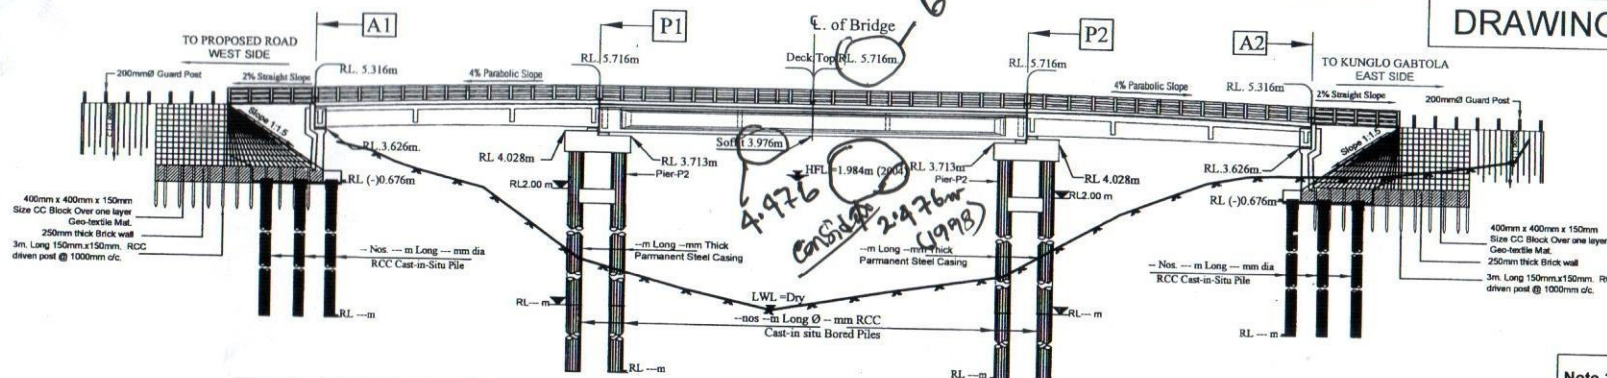 DRAWING
A1
P1
6
℄ of Bridge
P2
A2
TO PROPOSED ROAD
WEST SIDE
RL. 5.716m
Deck Top RL. 5.716m
RL. 5.716m
TO KUNGLO GABTOLA
EAST SIDE
200mmØ Guard Post
2% Straight Slope
RL. 5.316m
4% Parabolic Slope
4% Parabolic Slope
RL. 5.316m
2% Straight Slope
200mmØ Guard Post
Slope 1:1.5
RL.3.626m.
RL 4.028m
Soffit 3.976m
RL 3.713m
Pier-P2
HFL =1.984m (2004)
RL 3.713m
Pier-P2
RL 4.028m
RL.3.626m.
Slope 1:1.5
RL (-)0.676m
RL2.00 m
4.976
Consider
2.976m
(1998)
RL2.00 m
RL (-)0.676m
400mm x 400mm x 150mm
Size CC Block Over one layer
Geo-textile Mat.
250mm thick Brick wall
3m. Long 150mm.x150mm. RCC
driven post @ 1000mm c/c.
-- Nos. --- m Long --- mm dia
RCC Cast-in-Situ Pile
--m Long --mm Thick
Parmanent Steel Casing
--m Long --mm Thick
Parmanent Steel Casing
-- Nos. --- m Long --- mm dia
RCC Cast-in-Situ Pile
400mm x 400mm x 150mm
Size CC Block Over one layer
Geo-textile Mat.
250mm thick Brick wall
3m. Long 150mm.x150mm. R
driven post @ 1000mm c/c.
LWL =Dry
RL --- m
RL--- m
RL ---m
--nos --m Long Ø -- mm RCC
Cast-in situ Bored Piles
RL ---m
RL ---m
RL --- m
Note